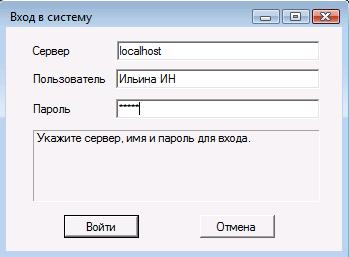 Вход в систему
Сервер localhost
Пользователь Ильина ИН
Пароль *****
Укажите сервер, имя и пароль для входа.
Войти Отмена